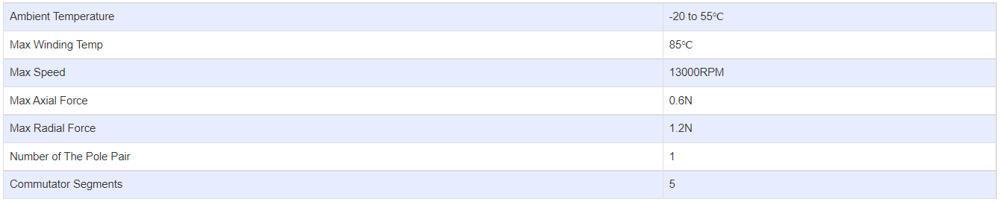 Ambient Temperature -20 to 55℃
Max Winding Temp 85℃
Max Speed 13000RPM
Max Axial Force 0.6N
Max Radial Force 1.2N
Number of The Pole Pair 1
Commutator Segments 5